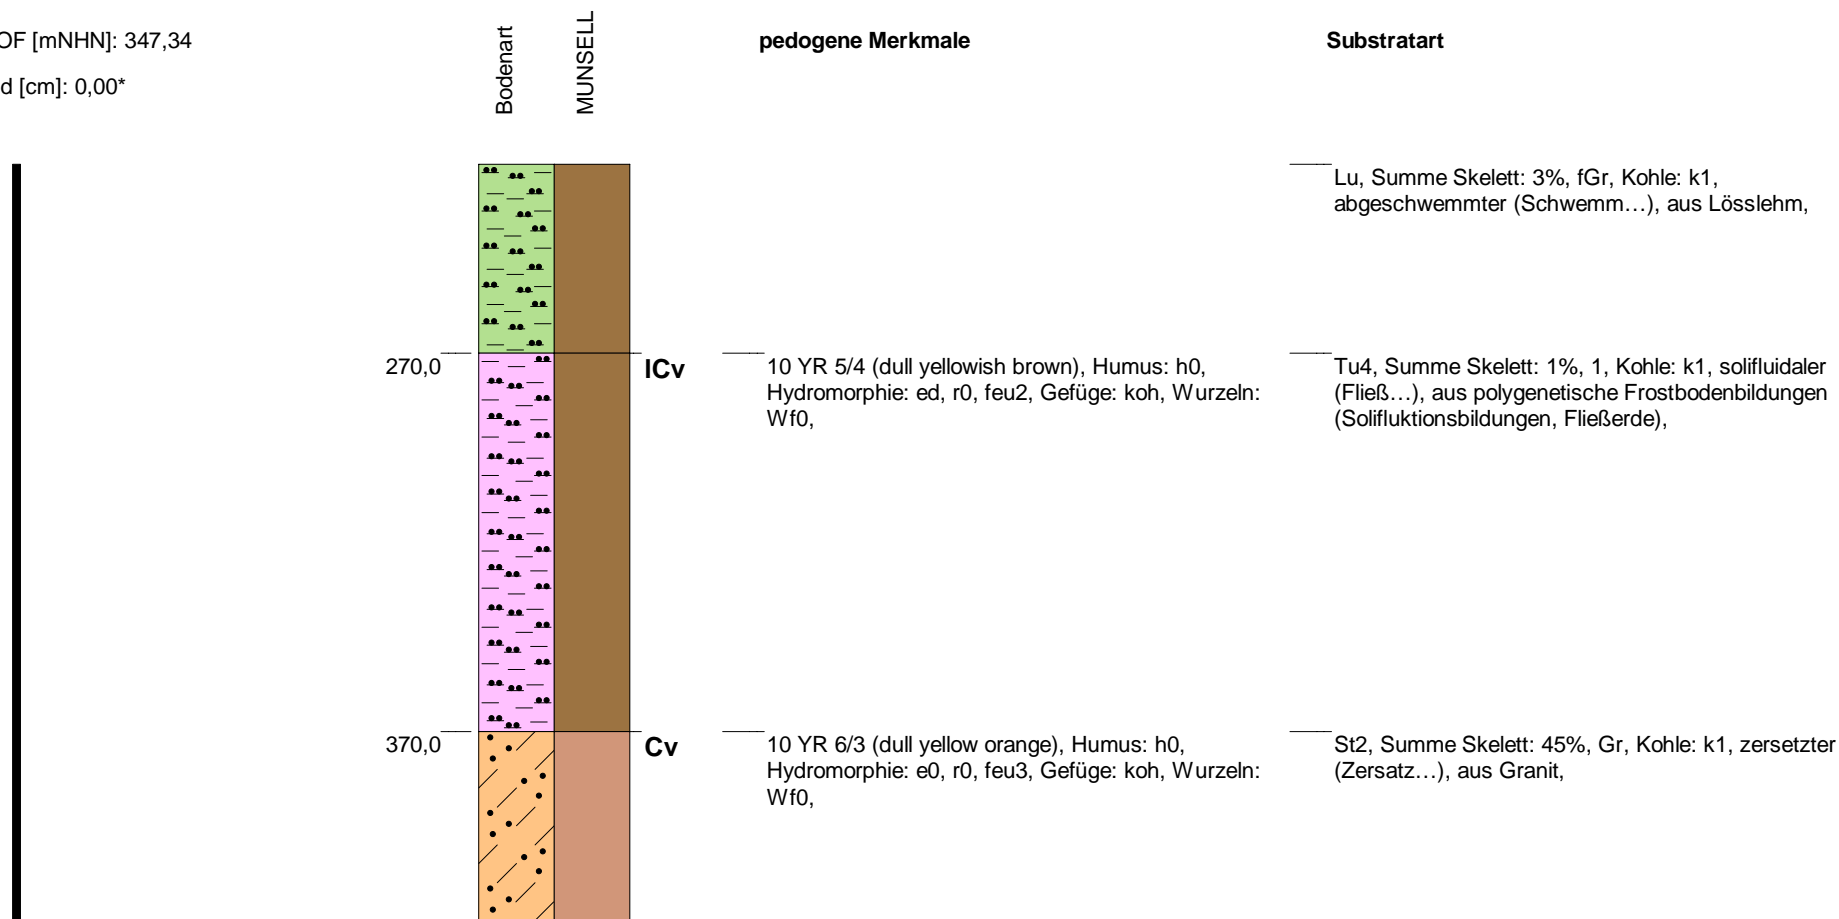 OF [mNHN]: 347,34
d [cm]: 0,00*
Bodenart
MUNSELL
pedogene Merkmale
Substratart
Lu, Summe Skelett: 3%, fGr, Kohle: k1,
abgeschwemmter (Schwemm…), aus Lösslehm,
270,0
lCv
10 YR 5/4 (dull yellowish brown), Humus: h0,
Hydromorphie: ed, r0, feu2, Gefüge: koh, Wurzeln:
Wf0,
Tu4, Summe Skelett: 1%, 1, Kohle: k1, solifluidaler
(Fließ…), aus polygenetische Frostbodenbildungen
(Solifluktionsbildungen, Fließerde),
370,0
Cv
10 YR 6/3 (dull yellow orange), Humus: h0,
Hydromorphie: e0, r0, feu3, Gefüge: koh, Wurzeln:
Wf0,
St2, Summe Skelett: 45%, Gr, Kohle: k1, zersetzter
(Zersatz…), aus Granit,